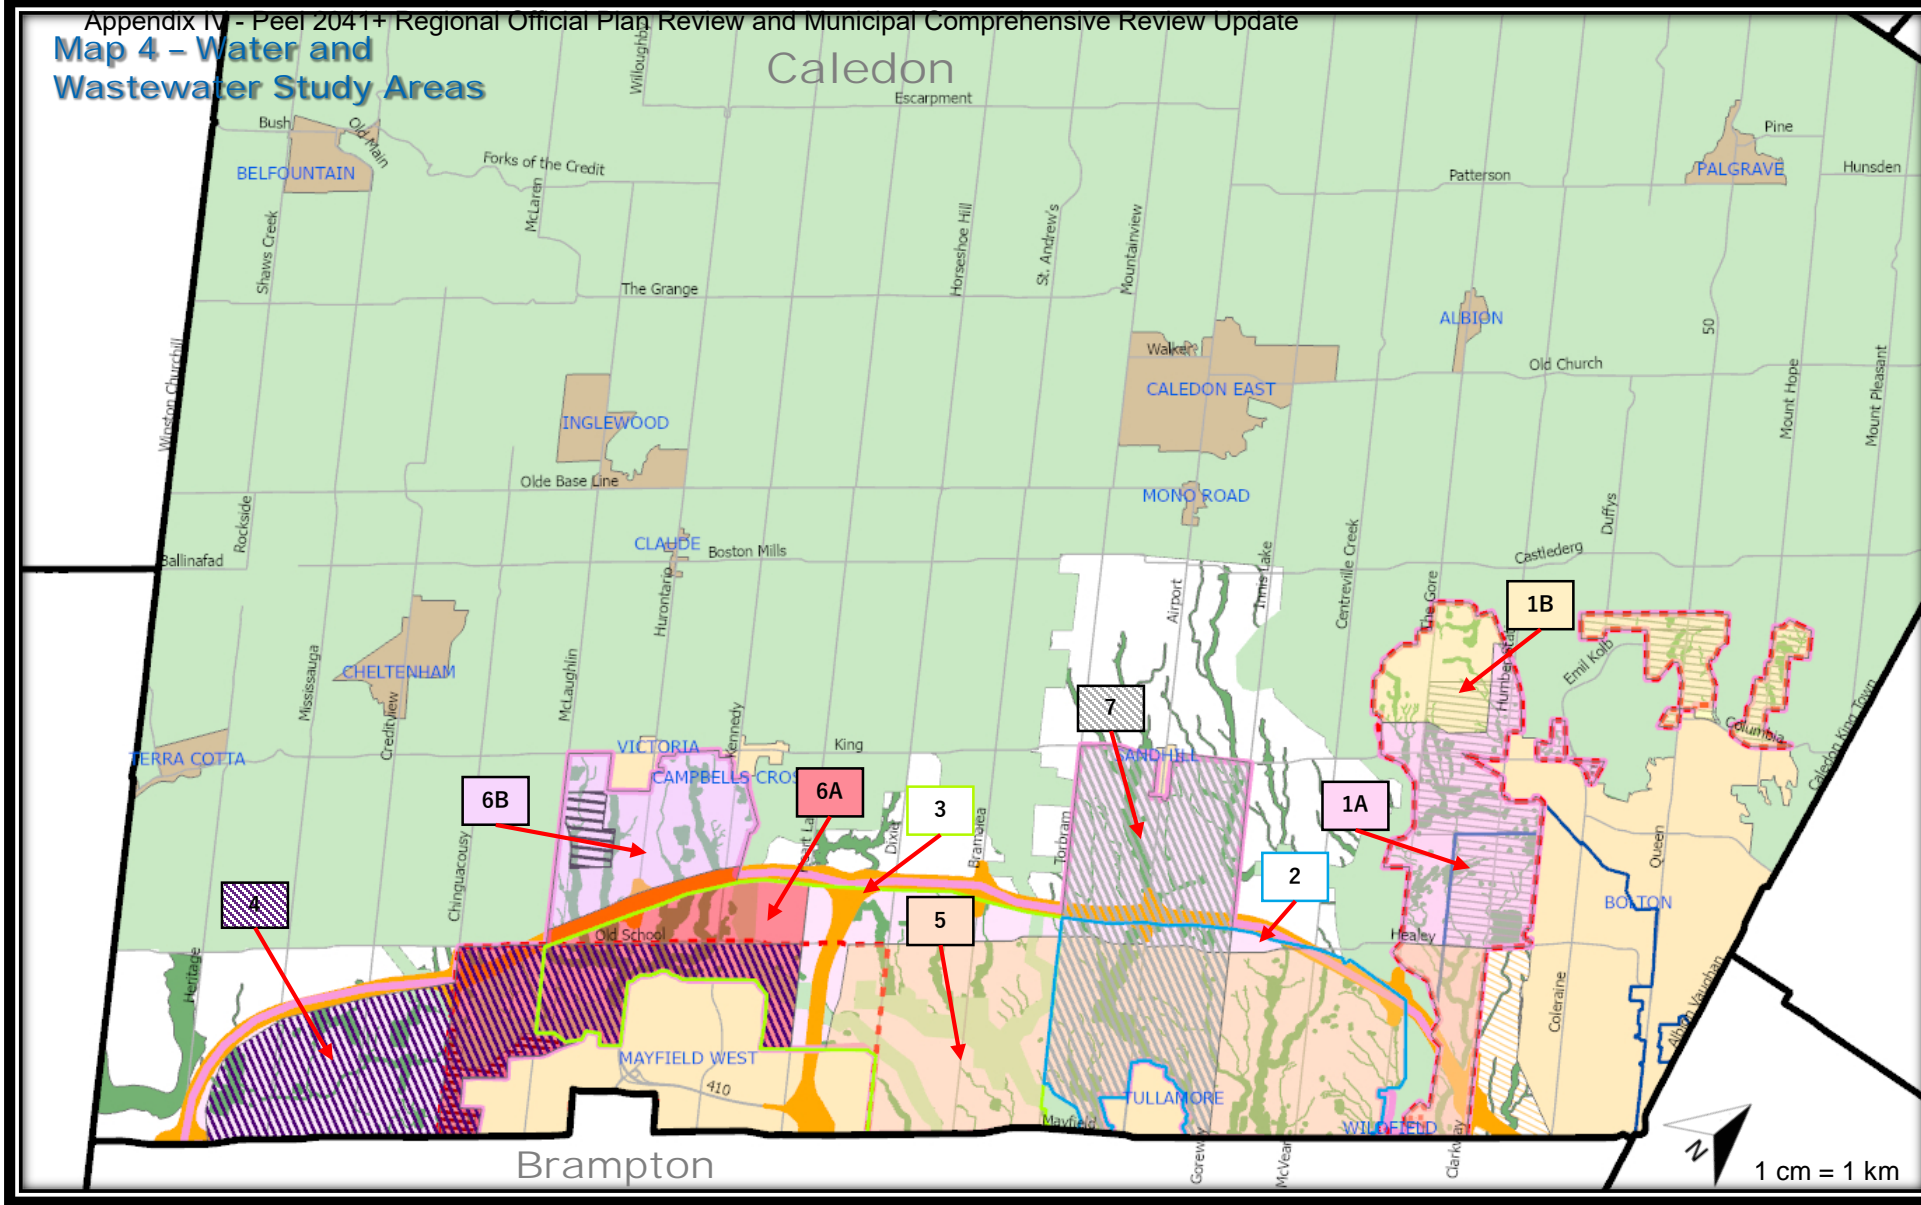 Appendix IV - Peel 2041+ Regional Official Plan Review and Municipal Comprehensive Review Update
Map 4 – Water and
Wastewater Study Areas
Caledon
Willoughby
Escarpment
Bush
Old Main
BELFOUNTAIN
Forks of the Credit
McLaren
Shaws Creek
Pine
PALGRAVE
Hunsden
Patterson
Horseshoe Hill
St. Andrew's
Mountainview
The Grange
Winston Churchill
ALBION
50
Old Church
Walker
CALEDON EAST
Mount Hope
Mount Pleasant
INGLEWOOD
Olde Base Line
MONO ROAD
Rockside
Ballinafad
CLAUDE
Boston Mills
Hurontario
Airport
Innis Lake
Centreville Creek
The Gore
Castlederg
Duffys
1B
Humber Sta
Emil Kolb
Columbia
Caledon King Town
CHELTENHAM
Mississauga
Creditview
McLaughlin
Kennedy
TERRA COTTA
VICTORIA
CAMPBELLS CROS
King
7
SANDHILL
6B
6A
3
1A
2
4
5
Chinguacousy
Heritage
Dixie
Bramalea
Torbram
Old School
Healey
Queen
BOLTON
Coleraine
Albion Vaughan
MAYFIELD WEST
410
Mayfield
TULLAMORE
WILDFIELD
Gorewa
McVean
Clarkway
Brampton
N
1 cm = 1 km